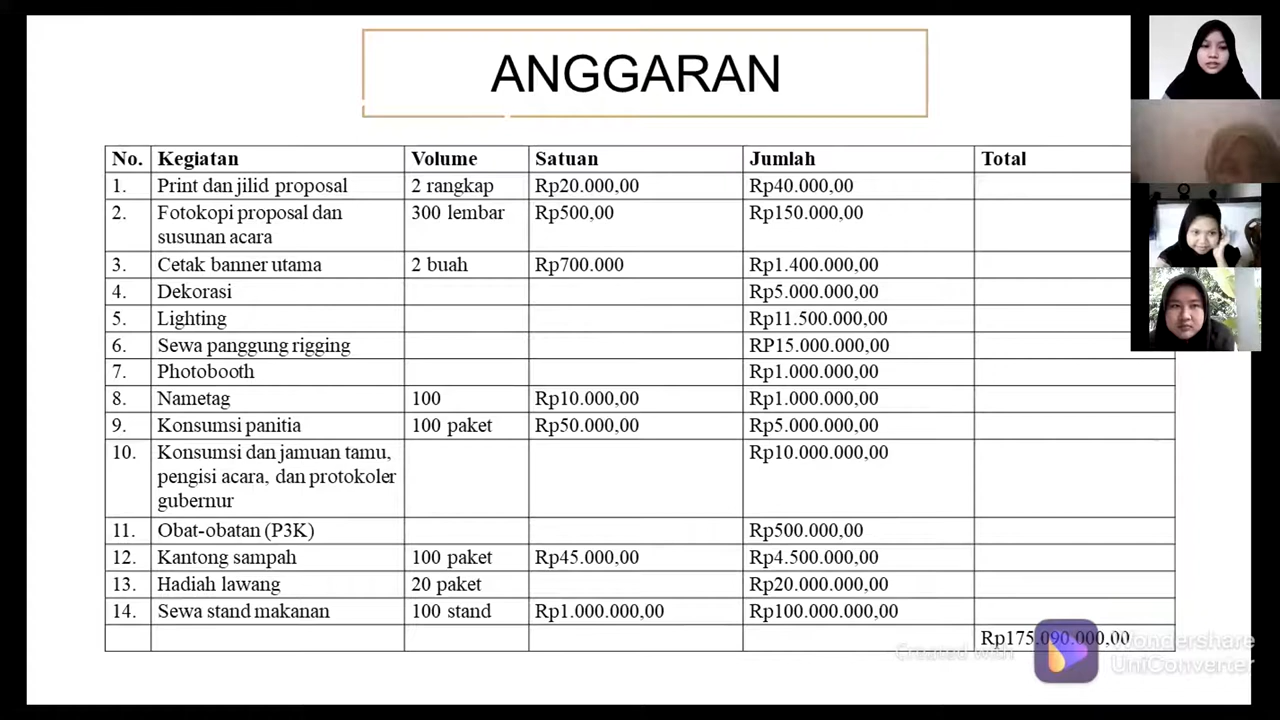 ANGGARAN
No. Kegiatan Volume Satuan Jumlah Total
1. Print dan jilid proposal 2 rangkap Rp20.000,00 Rp40.000,00
2. Fotokopi proposal dan 300 lembar Rp500,00 Rp150.000,00
susunan acara
3. Cetak banner utama 2 buah Rp700.000 Rp1.400.000,00
4. Dekorasi Rp5.000.000,00
5. Lighting Rp11.500.000,00
6. Sewa panggung rigging RP15.000.000,00
7. Photobooth Rp1.000.000,00
8. Nametag 100 Rp10.000,00 Rp1.000.000,00
9. Konsumsi panitia 100 paket Rp50.000,00 Rp5.000.000,00
10. Konsumsi dan jamuan tamu, Rp10.000.000,00
pengisi acara, dan protokoler
gubernur
11. Obat-obatan (P3K) Rp500.000,00
12. Kantong sampah 100 paket Rp45.000,00 Rp4.500.000,00
13. Hadiah lawang 20 paket Rp20.000.000,00
14. Sewa stand makanan 100 stand Rp1.000.000,00 Rp100.000.000,00
Rp175.090.000,00
Created with Wondershare
UniConverter